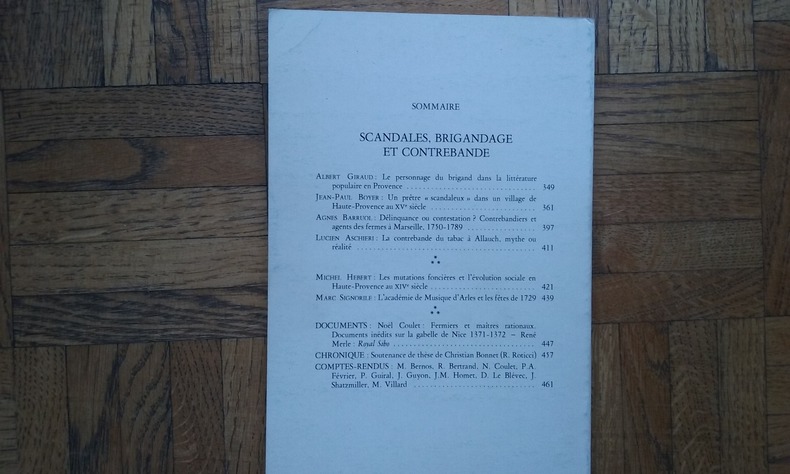 SOMMAIRE
SCANDALES, BRIGANDAGE
ET CONTREBANDE
ALBERT GIRAUD : Le personnage du brigand dans la littérature
populaire en Provence . . . . . . . . . . . . . . . . . . . . . . . . . . . . . . 349
JEAN-PAUL BOYER : Un prêtre « scandaleux » dans un village de
Haute-Provence au XVe siècle . . . . . . . . . . . . . . . . . . . . . . . . 361
AGNES BARRUOL : Délinquance ou contestation ? Contrebandiers et
agents des fermes à Marseille, 1750-1789 . . . . . . . . . . . . . . . . 397
LUCIEN ASCHIERI : La contrebande du tabac à Allauch, mythe ou
réalité . . . . . . . . . . . . . . . . . . . . . . . . . . . . . . . . . . . . . . . . 411
MICHEL HEBERT : Les mutations foncières et l'évolution sociale en
Haute-Provence au XIVe siècle . . . . . . . . . . . . . . . . . . . . . . . 421
MARC SIGNORILE : L'académie de Musique d'Arles et les fêtes de 1729 439
DOCUMENTS : Noël Coulet : Fermiers et maîtres rationaux.
Documents inédits sur la gabelle de Nice 1371-1372 – René
Merle : Royal Sabo . . . . . . . . . . . . . . . . . . . . . . . . . . . . . . . . 447
CHRONIQUE : Soutenance de thèse de Christian Bonnet (R. Roticci) 457
COMPTES-RENDUS : M. Bernos, R. Bertrand, N. Coulet, P.A.
Février, P. Guiral, J. Guyon, J.M. Homet, D. Le Blévec, J.
Shatzmiller, M. Villard . . . . . . . . . . . . . . . . . . . . . . . . . . . . . 461